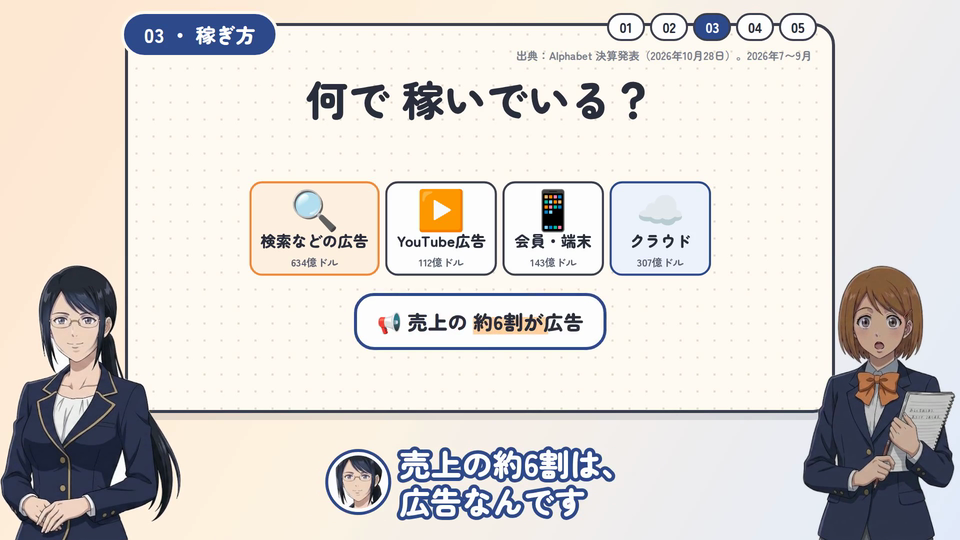 03 ・ 稼ぎ方
01 02 03 04 05
出典：Alphabet 決算発表（2026年10月28日）。2026年7〜9月
何で 稼いでいる？
検索などの広告
634億ドル
YouTube広告
112億ドル
会員・端末
143億ドル
クラウド
307億ドル
売上の 約6割が広告
売上の約6割は、
広告なんです